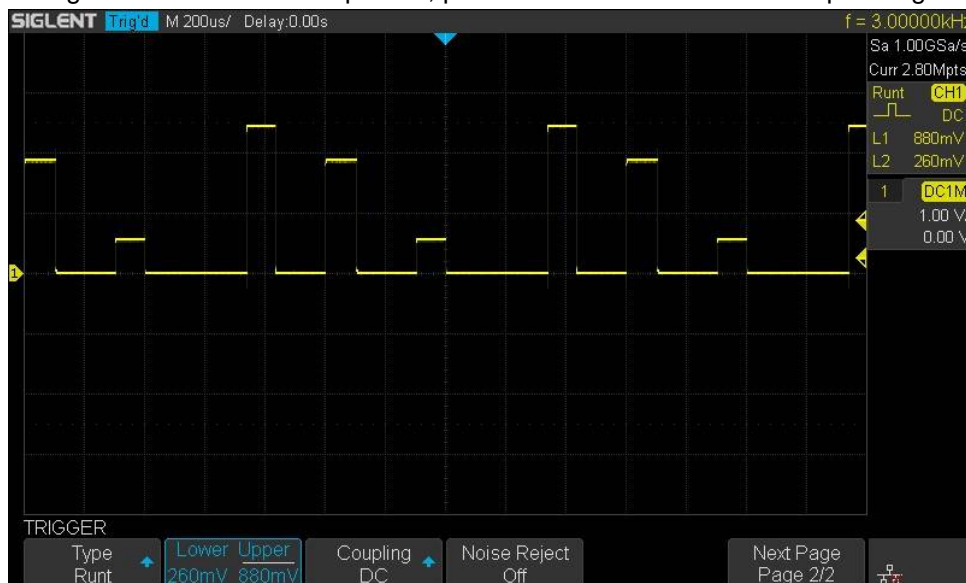 SIGLENT Trig'd M 200us/ Delay:0.00s f = 3.00000kHz
Sa 1.00GSa/s
Curr 2.80Mpts
Runt CH1
DC
L1 880mV
L2 260mV
1 DC1M
1.00 V/
0.00 V
1
TRIGGER
Type Lower Upper Coupling Noise Reject Next Page
Runt 260mV 880mV DC Off Page 2/2